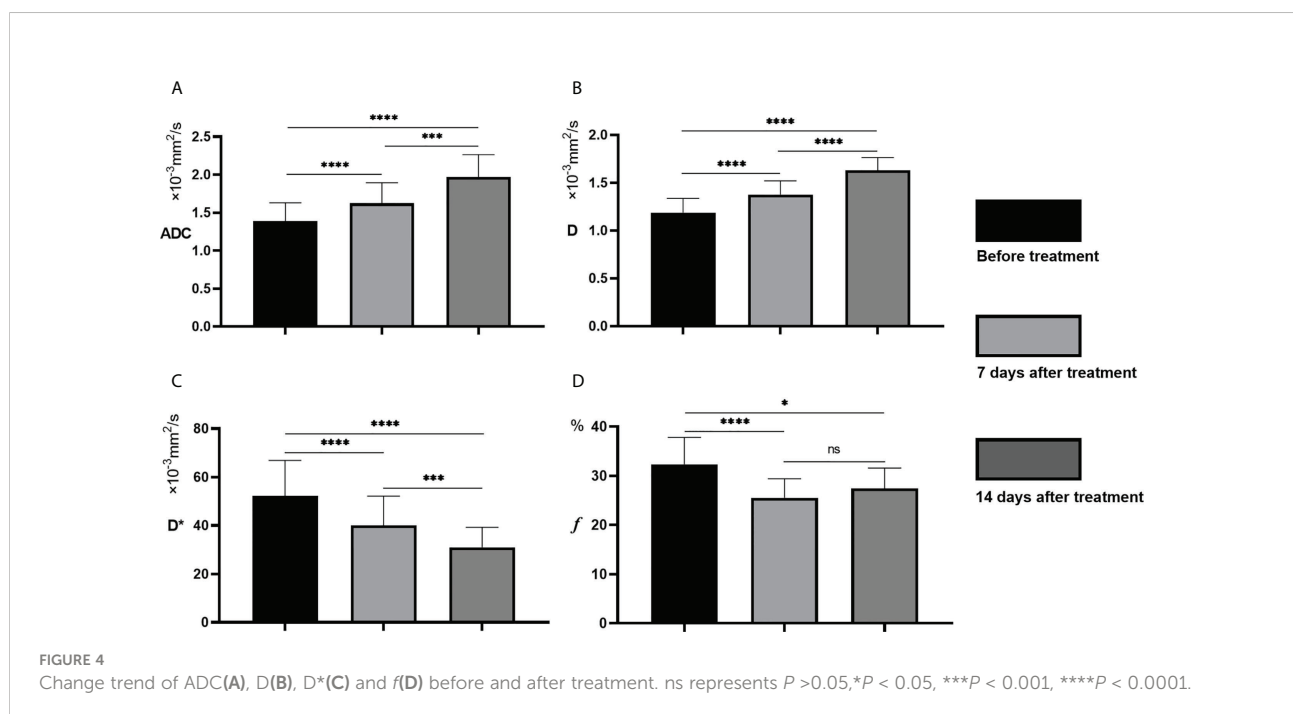 A
****
****
***
×10⁻³mm²/s
ADC
2.5
2.0
1.5
1.0
0.5
0.0
B
****
****
****
×10⁻³mm²/s
D
2.0
1.5
1.0
0.5
0.0
C
****
****
***
×10⁻³mm²/s
D*
80
60
40
20
0
D
*
****
ns
%
f
40
30
20
10
0
Before treatment
7 days after treatment
14 days after treatment
FIGURE 4
Change trend of ADC(A), D(B), D*(C) and f(D) before and after treatment. ns represents P >0.05,*P < 0.05, ***P < 0.001, ****P < 0.0001.